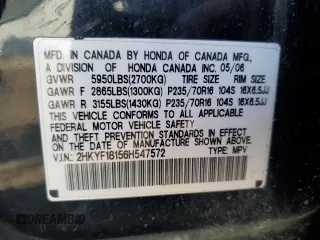 MFD. IN CANADA BY HONDA OF CANADA MFG.,
A DIVISION OF HONDA CANADA INC. 05/06
GVWR 5950LBS(2700KG) TIRE SIZE RIM SIZE
GAWR F 2865LBS(1300KG) P235/70R16 104S 16X6.5JJ
GAWR R 3155LBS(1430KG) P235/70R16 104S 16X6.5JJ
THIS VEHICLE CONFORMS TO ALL APPLICABLE
FEDERAL MOTOR VEHICLE SAFETY, BUMPER,
AND THEFT PREVENTION STANDARDS IN EFFECT
ON THE DATE OF MANUFACTURE SHOWN ABOVE.
V.I.N.: 2HKYF18156H547572 TYPE: MPV
DREAMBID